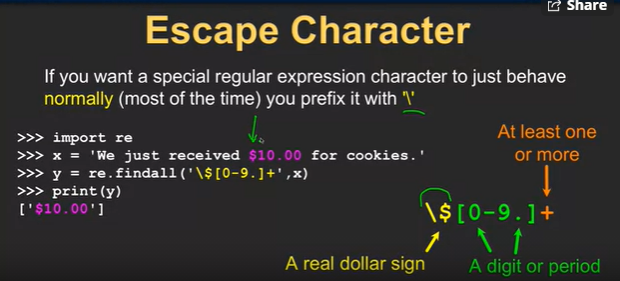 Share
Escape Character
If you want a special regular expression character to just behave
normally (most of the time) you prefix it with '\'
>>> import re
>>> x = 'We just received $10.00 for cookies.'
>>> y = re.findall('\$[0-9.]+',x)
>>> print(y)
['$10.00']
At least one
or more
\$[0-9.]+
A real dollar sign
A digit or period